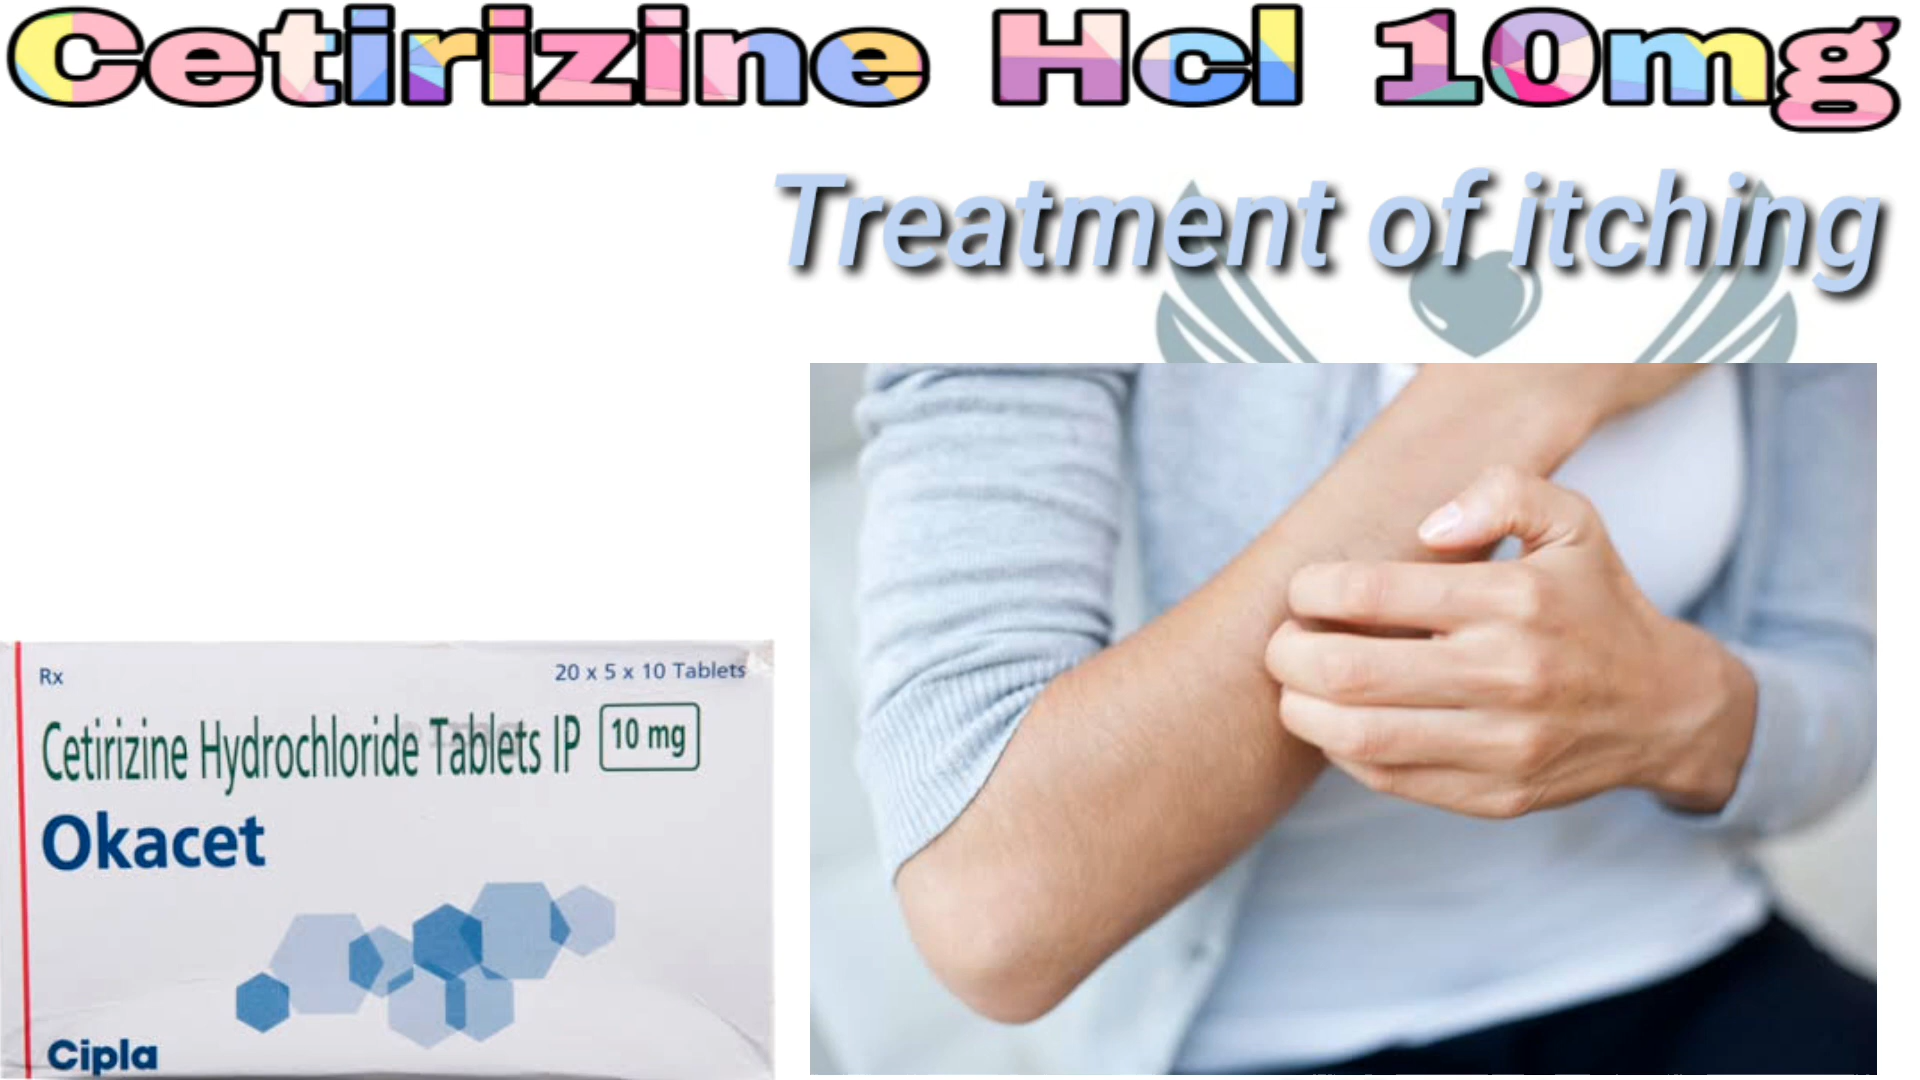 Cetirizine Hcl 10mg
Treatment of itching
Rx
20 x 5 x 10 Tablets
Cetirizine Hydrochloride Tablets IP 10 mg
Okacet
Cipla